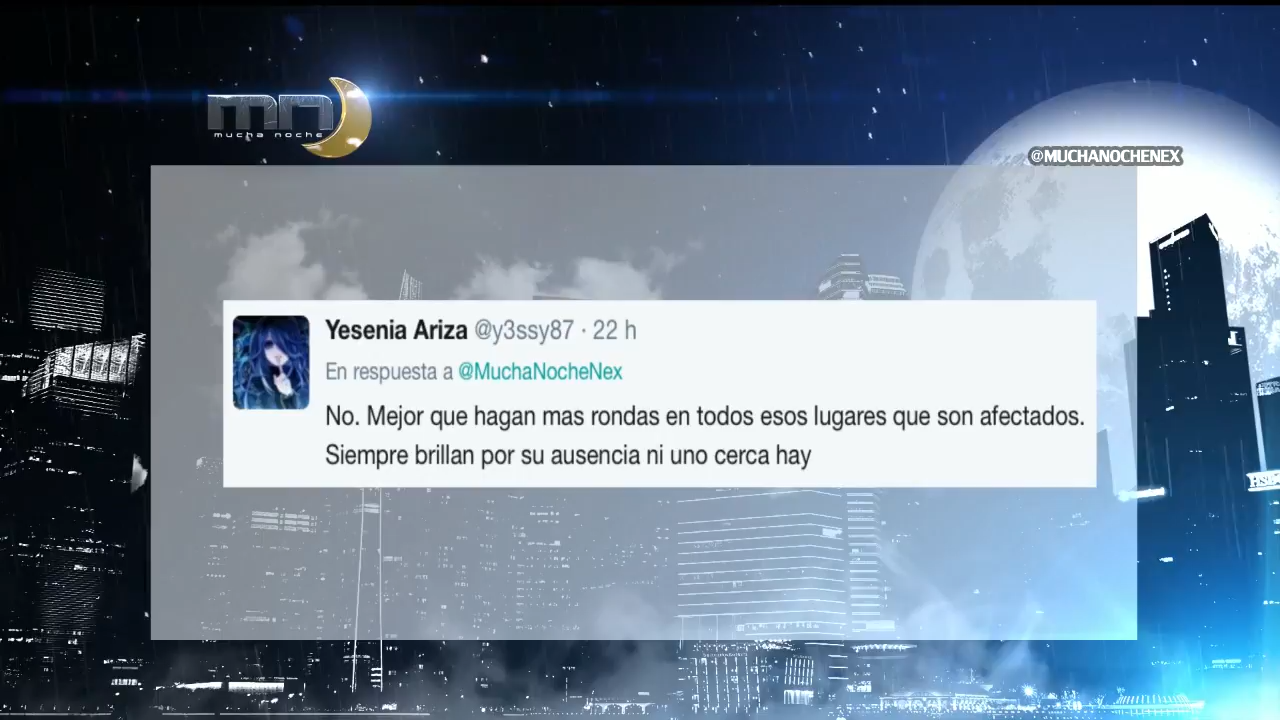 mn
mucha noche
@MUCHANOCHENEX
Yesenia Ariza @y3ssy87 · 22 h
En respuesta a @MuchaNocheNex
No. Mejor que hagan mas rondas en todos esos lugares que son afectados.
Siempre brillan por su ausencia ni uno cerca hay